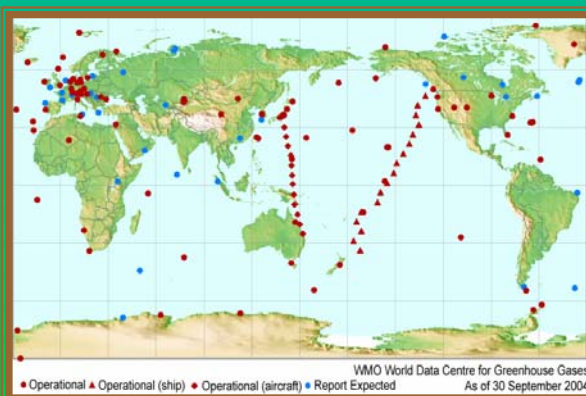 WMO World Data Centre for Greenhouse Gases
Operational Operational (ship) Operational (aircraft) Report Expected As of 30 September 2004